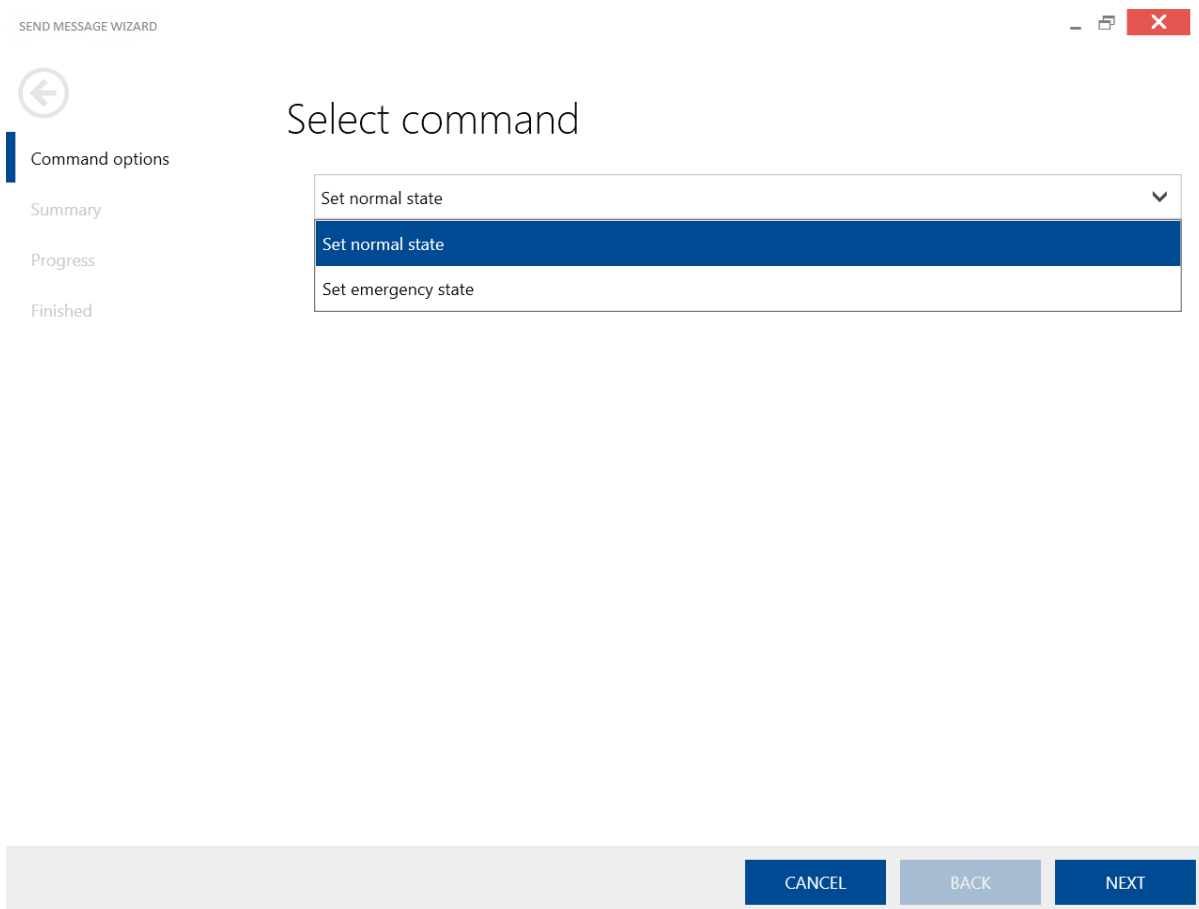 SEND MESSAGE WIZARD
Select command
Command options
Summary
Progress
Finished
Set normal state
Set normal state
Set emergency state
CANCEL
BACK
NEXT